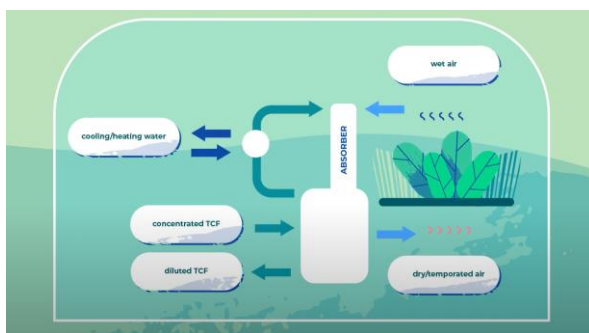 wet air
cooling/heating water
ABSORBER
concentrated TCF
diluted TCF
dry/temporated air